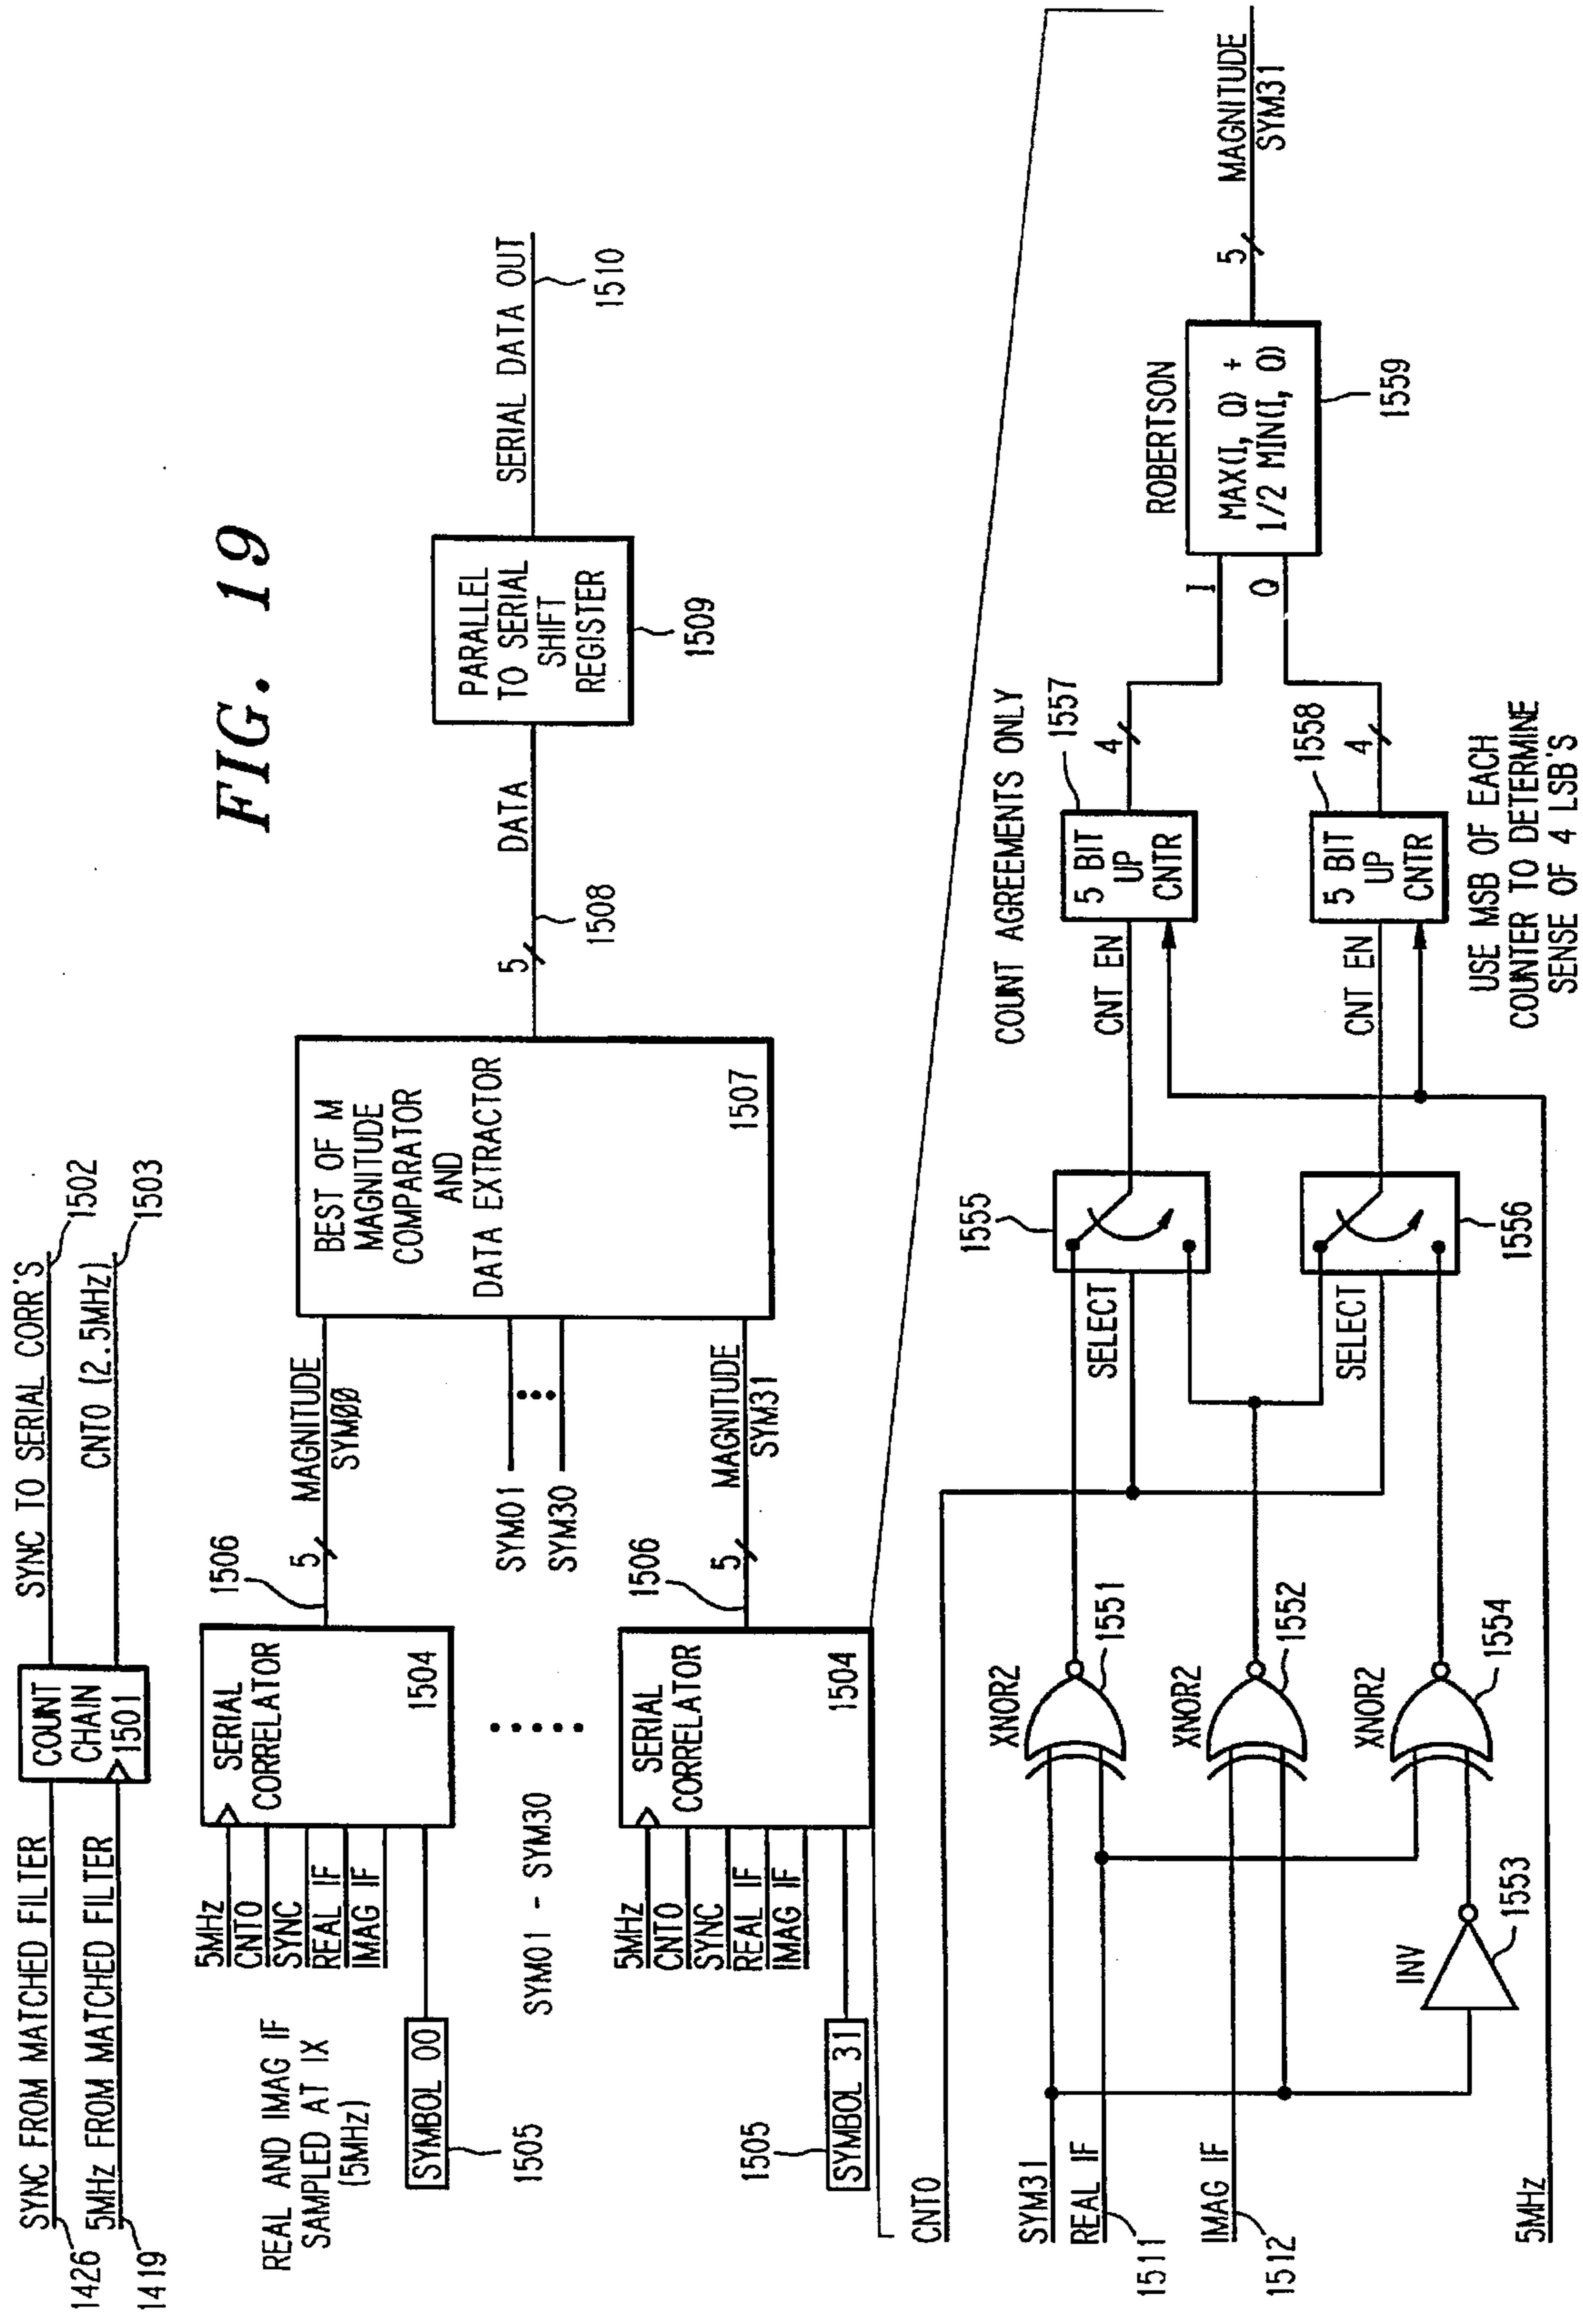 FIG. 19
SYNC FROM MATCHED FILTER
1426
5MHz FROM MATCHED FILTER
1419
COUNT
CHAIN
1501
SYNC TO SERIAL CORR'S
1502
CNT0 (2.5MHz)
1503
REAL AND IMAG IF
SAMPLED AT IX
(5MHz)
5MHz
CNT0
SYNC
REAL IF
IMAG IF
SYMBOL 00
1505
SERIAL
CORRELATOR
1504
1506
5
MAGNITUDE
SYM00
SYM01 - SYM30
SYM01
SYM30
5MHz
CNT0
SYNC
REAL IF
IMAG IF
SYMBOL 31
1505
SERIAL
CORRELATOR
1504
1506
5
MAGNITUDE
SYM31
BEST OF M
MAGNITUDE
COMPARATOR
AND
DATA EXTRACTOR
1507
5
DATA
1508
PARALLEL
TO SERIAL
SHIFT
REGISTER
1509
SERIAL DATA OUT
1510
CNT0
SYM31
REAL IF
1511
IMAG IF
1512
5MHz
INV
1553
XNOR2
1551
XNOR2
1552
XNOR2
1554
SELECT
1555
SELECT
1556
COUNT AGREEMENTS ONLY
CNT EN
5 BIT
UP
CNTR
1557
4
CNT EN
5 BIT
UP
CNTR
1558
4
USE MSB OF EACH
COUNTER TO DETERMINE
SENSE OF 4 LSB'S
I
Q
ROBERTSON
MAX(I, Q) +
1/2 MIN(I, Q)
1559
5
MAGNITUDE
SYM31